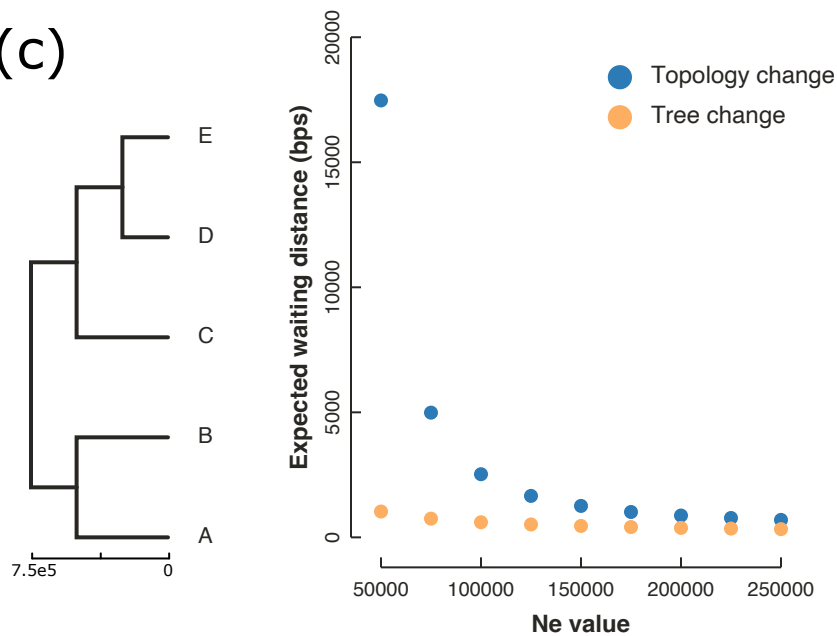 (c)
E
D
C
B
A
7.5e5 0
Expected waiting distance (bps)
20000
15000
10000
5000
0
Topology change
Tree change
50000 100000 150000 200000 250000
Ne value